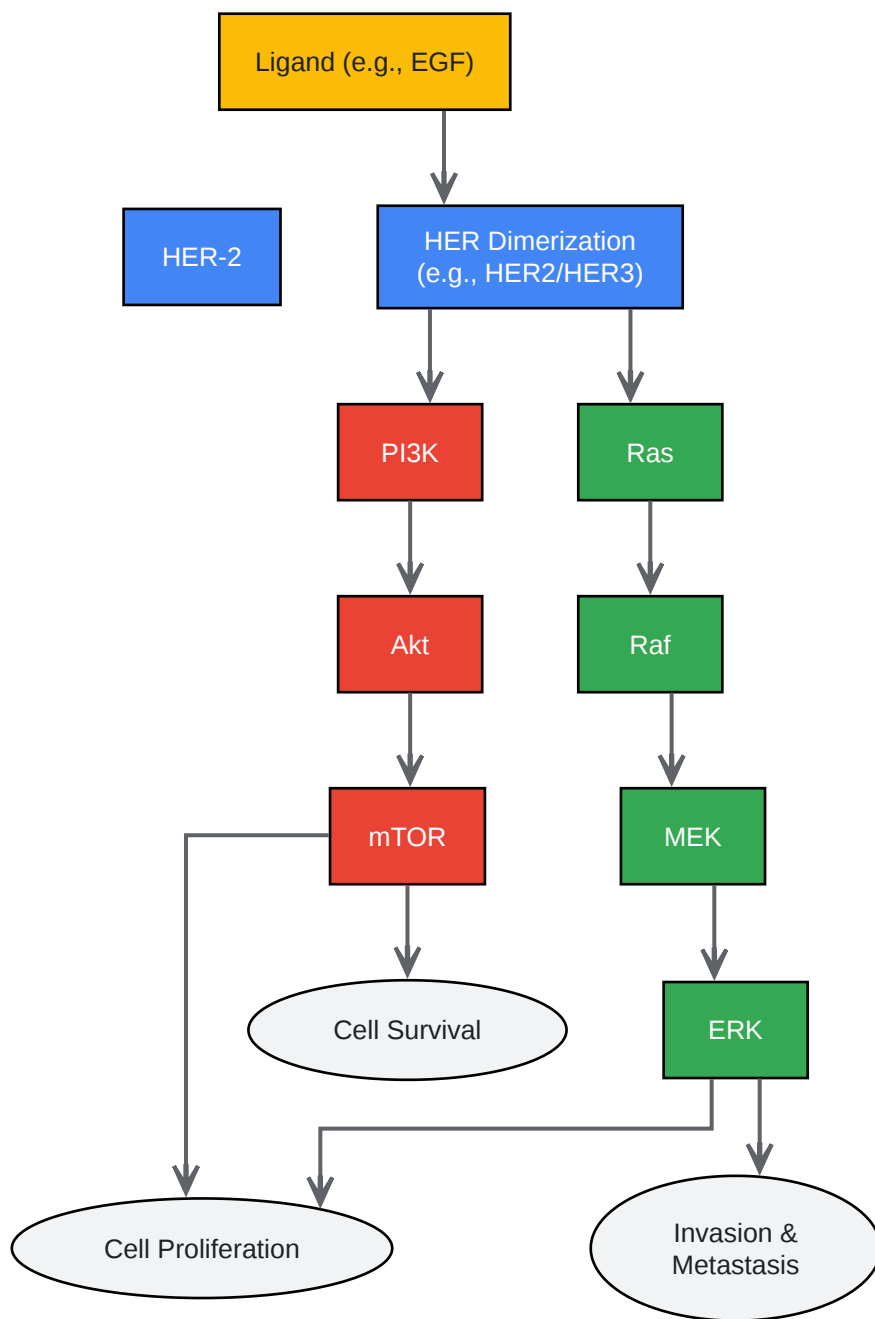 Ligand (e.g., EGF)
HER-2
HER Dimerization
(e.g., HER2/HER3)
PI3K
Ras
Akt
Raf
mTOR
MEK
Cell Survival
ERK
Cell Proliferation
Invasion &
Metastasis